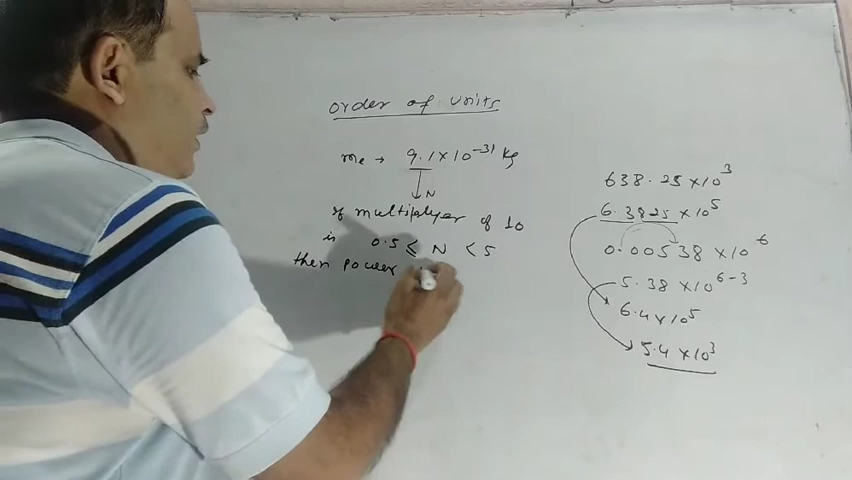 order of units
me → 9.1 × 10⁻³¹ kg
N
if multiplyer of 10
is 0.5 ≤ N < 5
then power
638.25 × 10³
6.3825 × 10⁵
0.00538 × 10⁶
5.38 × 10⁶⁻³
6.4 × 10⁵
5.4 × 10³